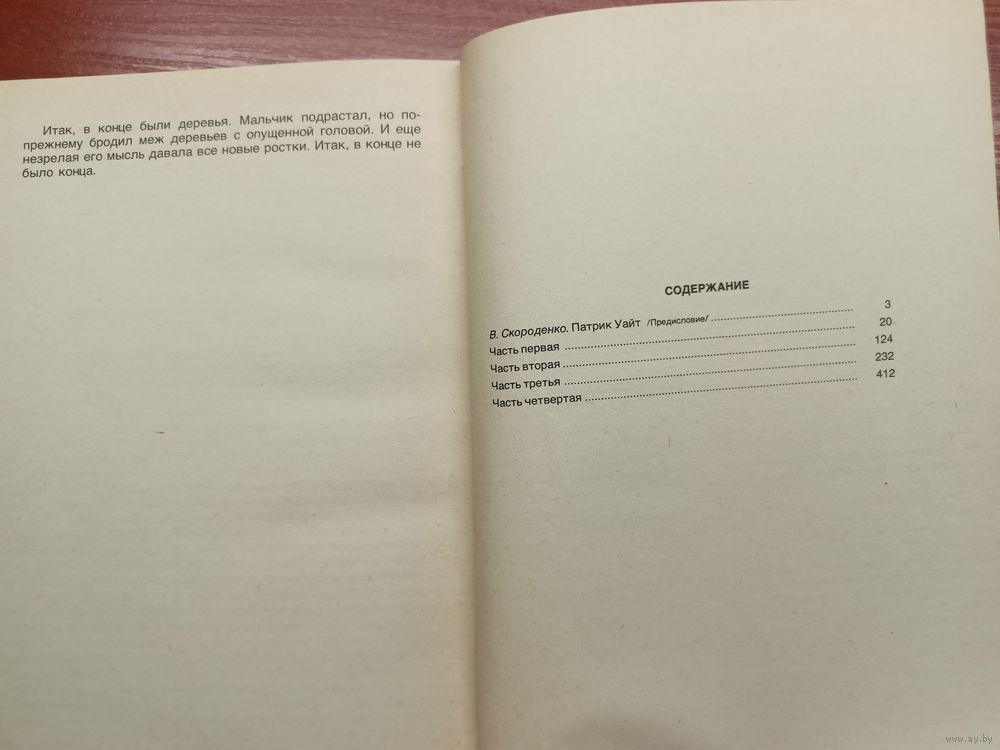 Итак, в конце были деревья. Мальчик подрастал, но по-
прежнему бродил меж деревьев с опущенной головой. И еще
незрелая его мысль давала все новые ростки. Итак, в конце не
было конца.
СОДЕРЖАНИЕ
В. Скороденко. Патрик Уайт /Предисловие/ 3
Часть первая 20
Часть вторая 124
Часть третья 232
Часть четвертая 412
www.ay.by